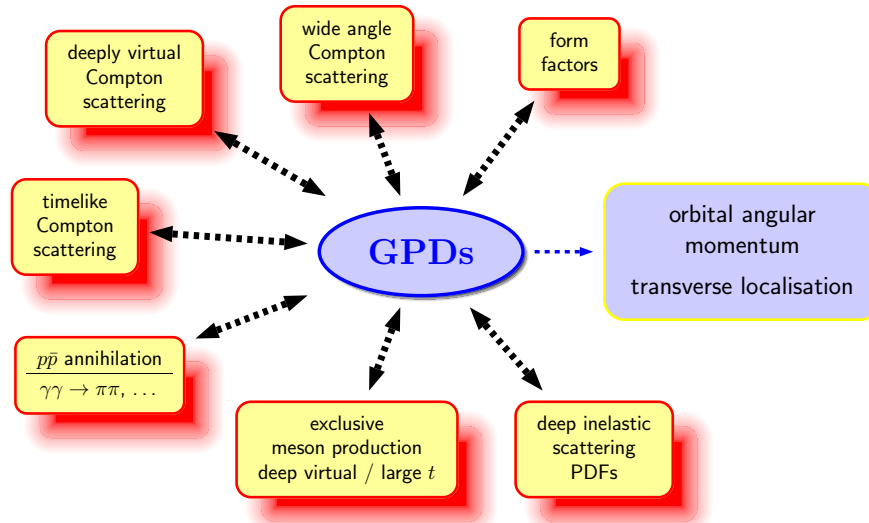 deeply virtual
Compton
scattering
wide angle
Compton
scattering
form
factors
timelike
Compton
scattering
GPDs
orbital angular
momentum
transverse localisation
pp̄ annihilation
γγ → ππ, ...
exclusive
meson production
deep virtual / large t
deep inelastic
scattering
PDFs